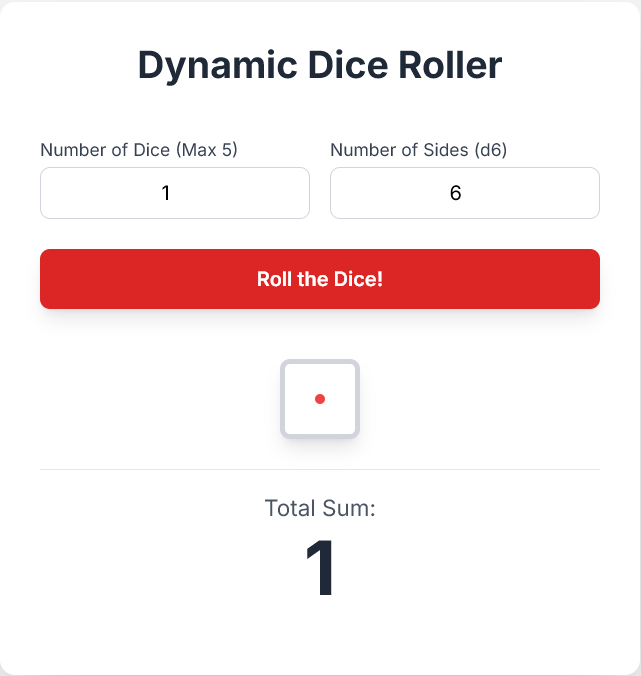 Dynamic Dice Roller
Number of Dice (Max 5) Number of Sides (d6)
1 6
Roll the Dice!
Total Sum:
1